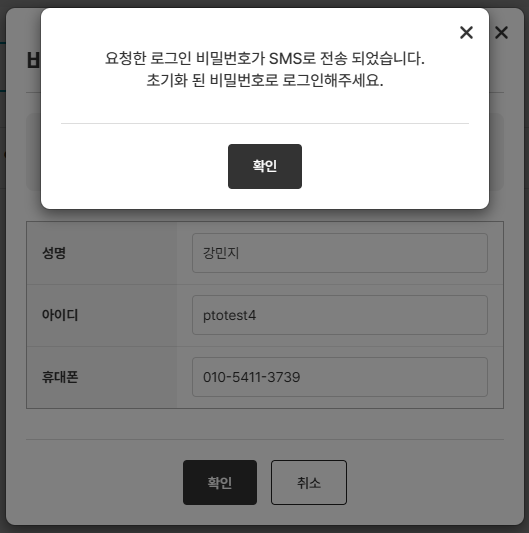 요청한 로그인 비밀번호가 SMS로 전송 되었습니다.
초기화 된 비밀번호로 로그인해주세요.
확인
성명 강민지
아이디 ptotest4
휴대폰 010-5411-3739
확인 취소